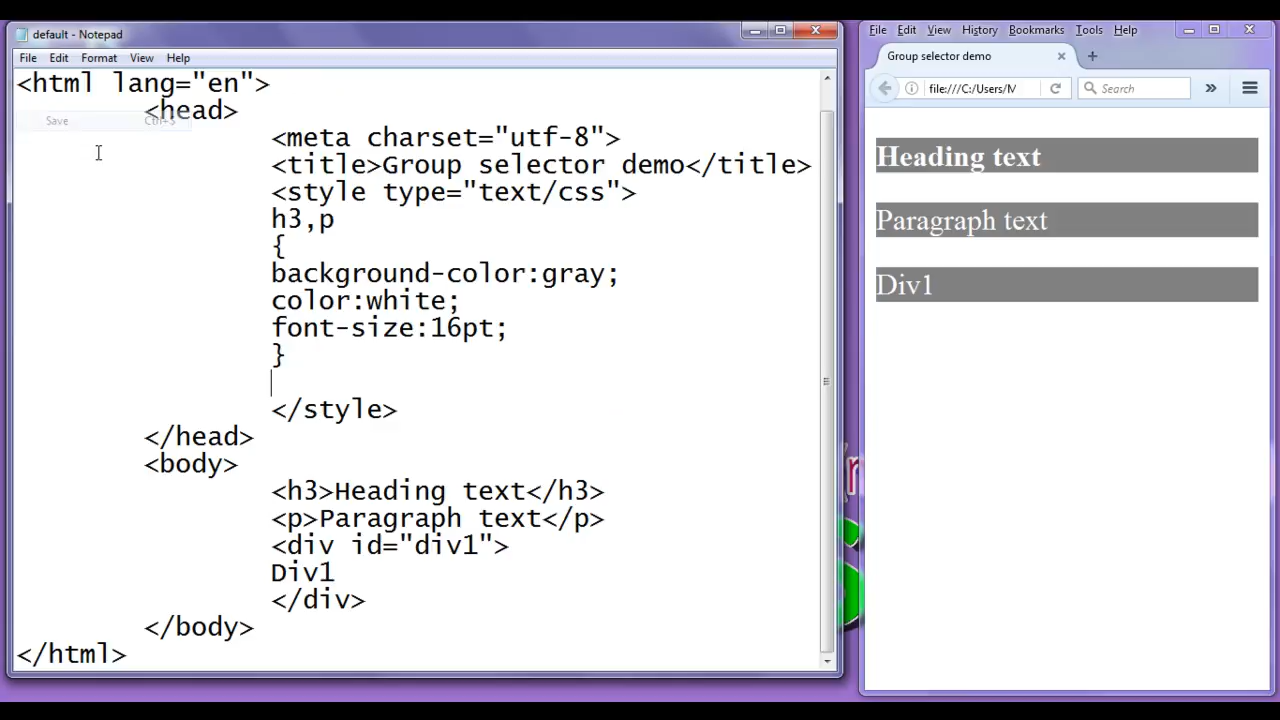 default - Notepad
File Edit Format View Help
<html lang="en">
<head>
Save Ctrl+S
<meta charset="utf-8">
<title>Group selector demo</title>
<style type="text/css">
h3,p
{
background-color:gray;
color:white;
font-size:16pt;
}
</style>
</head>
<body>
<h3>Heading text</h3>
<p>Paragraph text</p>
<div id="div1">
Div1
</div>
</body>
</html>
File Edit View History Bookmarks Tools Help
Group selector demo
file:///C:/Users/M
Search
Heading text
Paragraph text
Div1